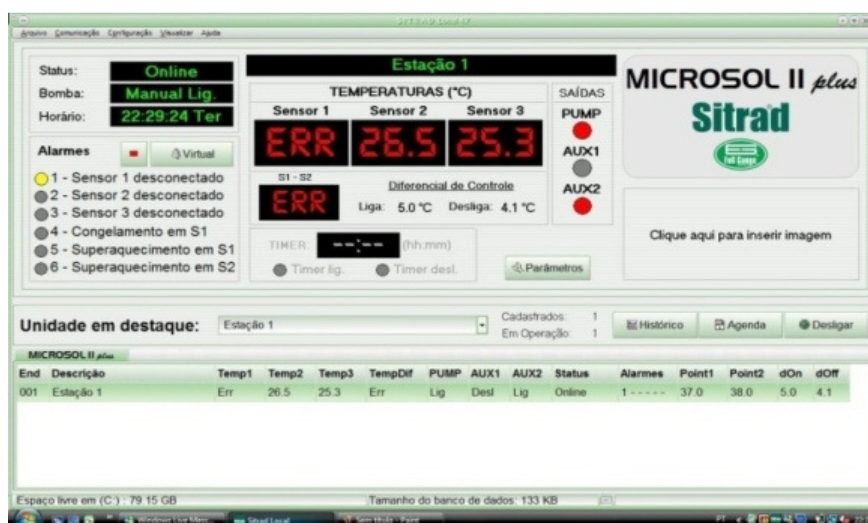 SITRAD Local
Arquivo Comunicação Configuração Visualizar Ajuda
Status: Online
Bomba: Manual Lig.
Horário: 22:29:24 Ter
Alarmes
Virtual
1 - Sensor 1 desconectado
2 - Sensor 2 desconectado
3 - Sensor 3 desconectado
4 - Congelamento em S1
5 - Superaquecimento em S1
6 - Superaquecimento em S2
Estação 1
TEMPERATURAS (°C)
Sensor 1 Sensor 2 Sensor 3
ERR 26.5 25.3
S1 - S2
ERR
Diferencial de Controle
Liga: 5.0 °C Desliga: 4.1 °C
TIMER: --:-- (hh:mm)
Timer lig. Timer desl.
Parâmetros
SAÍDAS
PUMP
AUX1
AUX2
MICROSOL II plus
Sitrad
Full Gauge
Clique aqui para inserir imagem
Unidade em destaque: Estação 1
Cadastrados: 1
Em Operação: 1
Histórico Agenda Desligar
MICROSOL II plus
End Descrição Temp1 Temp2 Temp3 TempDif PUMP AUX1 AUX2 Status Alarmes Point1 Point2 dOn dOff
001 Estação 1 Err 26.5 25.3 Err Lig Desl Lig Online 1 - - - - - 37.0 38.0 5.0 4.1
Espaço livre em (C:) : 79.15 GB Tamanho do banco de dados: 133 KB
Windows Live Mess... Sitrad Local Sem título - Paint PT